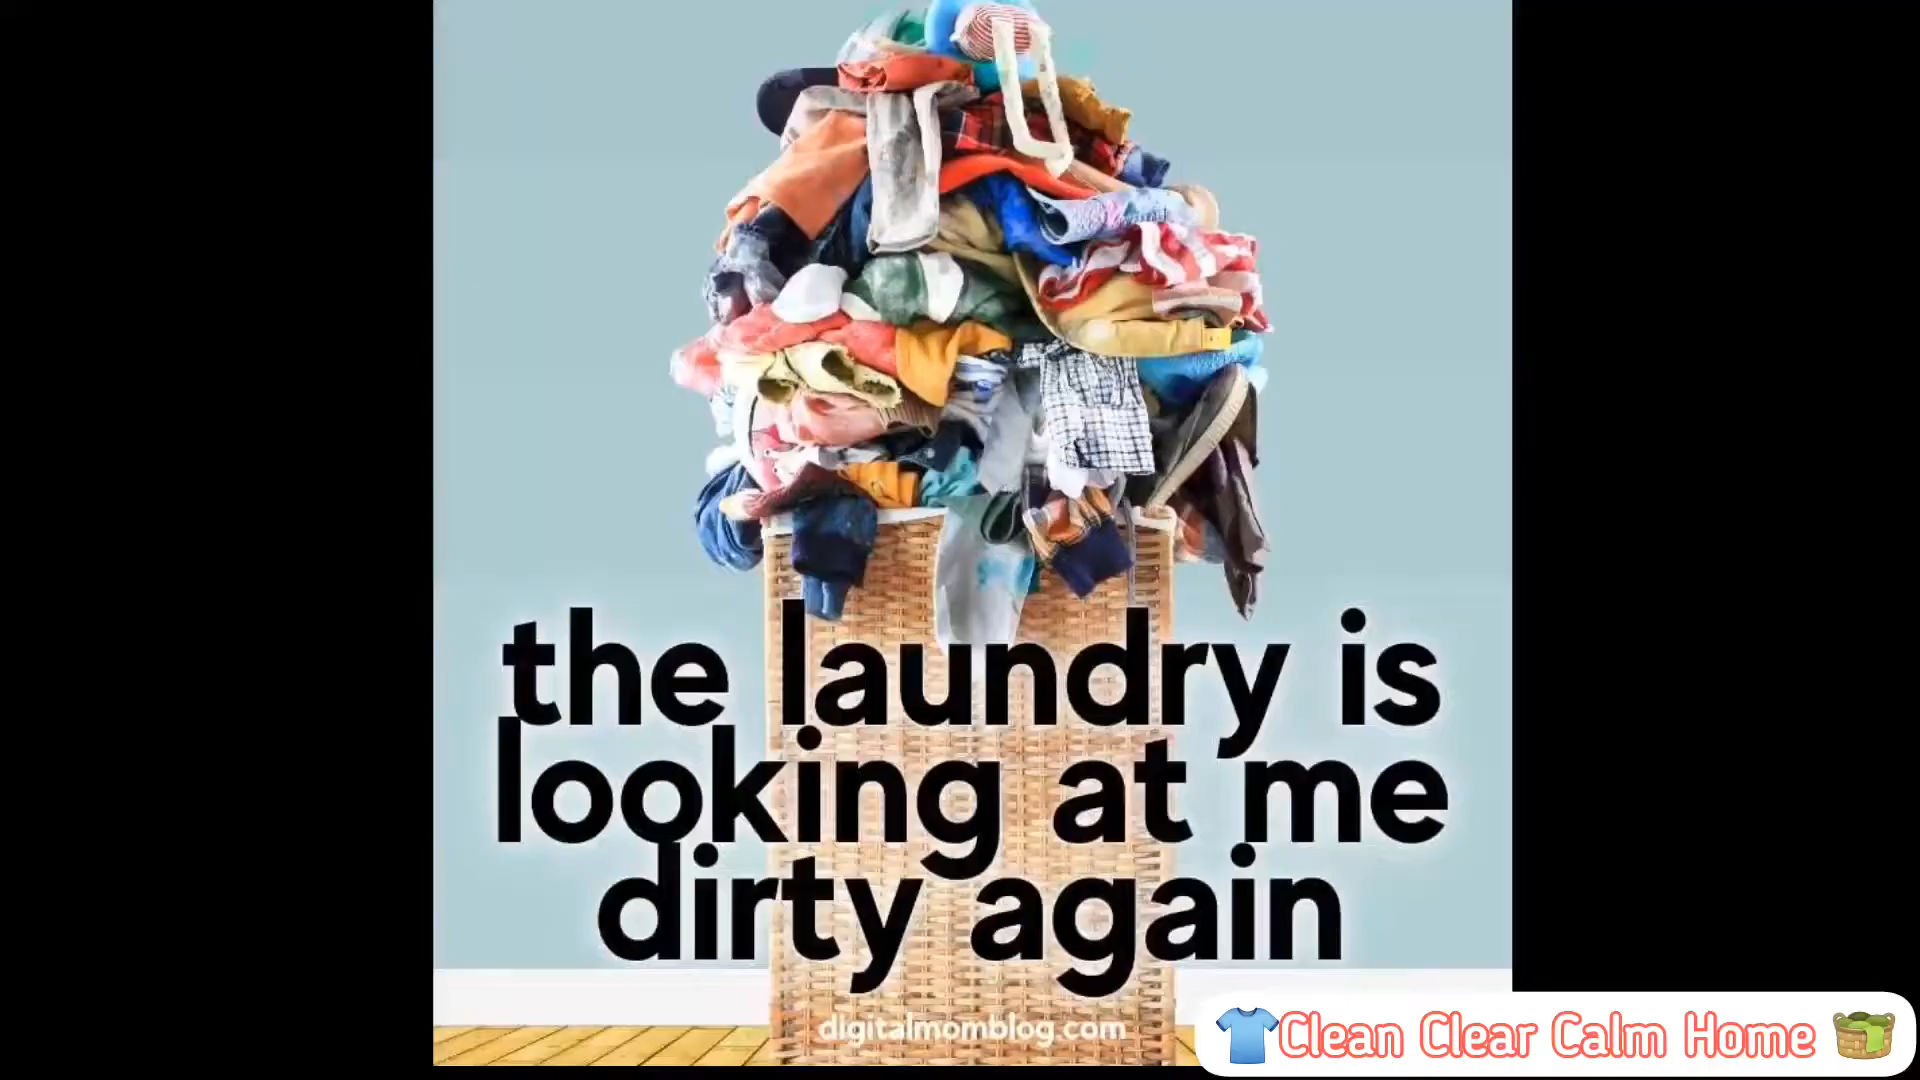 the laundry is
looking at me
dirty again
digitalmomblog.com
Clean Clear Calm Home